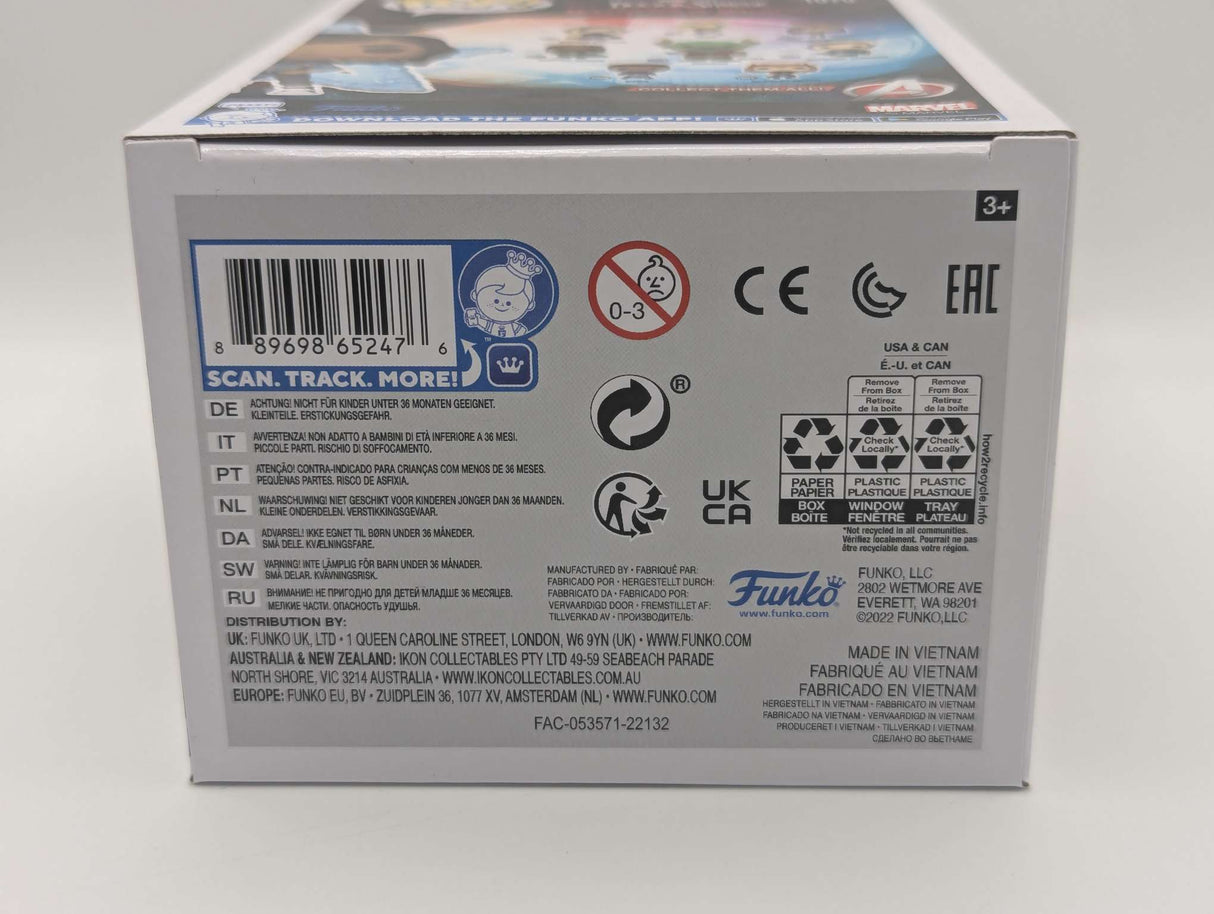 COLLECT THEM ALL!
MARVEL
DOWNLOAD THE FUNKO APP!
3+
8 89698 65247 6
SCAN. TRACK. MORE!
™
0-3
CE
EAC
®
UK
CA
USA & CAN
É.-U. et CAN
Remove From Box
Retirez de la boîte
Remove From Box
Retirez de la boîte
Check Locally*
Check Locally*
PAPER
PAPIER
PLASTIC
PLASTIQUE
PLASTIC
PLASTIQUE
BOX
BOÎTE
WINDOW
FENÊTRE
TRAY
PLATEAU
how2recycle.info
*Not recycled in all communities.
Vérifiez localement. Pourrait ne pas
être recyclable dans votre région.
DE ACHTUNG! NICHT FÜR KINDER UNTER 36 MONATEN GEEIGNET.
KLEINTEILE. ERSTICKUNGSGEFAHR.
IT AVVERTENZA! NON ADATTO A BAMBINI DI ETÀ INFERIORE A 36 MESI.
PICCOLE PARTI. RISCHIO DI SOFFOCAMENTO.
PT ATENÇÃO! CONTRA-INDICADO PARA CRIANÇAS COM MENOS DE 36 MESES.
PEQUENAS PARTES. RISCO DE ASFIXIA.
NL WAARSCHUWING! NIET GESCHIKT VOOR KINDEREN JONGER DAN 36 MAANDEN.
KLEINE ONDERDELEN. VERSTIKKINGSGEVAAR.
DA ADVARSEL! IKKE EGNET TIL BØRN UNDER 36 MÅNEDER.
SMÅ DELE. KVÆLNINGSFARE.
SW VARNING! INTE LÄMPLIG FÖR BARN UNDER 36 MÅNADER.
SMÅ DELAR. KVÄVNINGSRISK.
RU ВНИМАНИЕ! НЕ ПРИГОДНО ДЛЯ ДЕТЕЙ МЛАДШЕ 36 МЕСЯЦЕВ.
МЕЛКИЕ ЧАСТИ. ОПАСНОСТЬ УДУШЬЯ.
MANUFACTURED BY • FABRIQUÉ PAR:
FABRICADO POR • HERGESTELLT DURCH:
FABBRICATO DA • FABRICADO POR:
VERVAARDIGD DOOR • FREMSTILLET AF:
TILLVERKAD AV • ПРОИЗВОДИТЕЛЬ:
Funko
www.funko.com
FUNKO, LLC
2802 WETMORE AVE
EVERETT, WA 98201
©2022 FUNKO,LLC
DISTRIBUTION BY:
UK: FUNKO UK, LTD • 1 QUEEN CAROLINE STREET, LONDON, W6 9YN (UK) • WWW.FUNKO.COM
AUSTRALIA & NEW ZEALAND: IKON COLLECTABLES PTY LTD 49-59 SEABEACH PARADE
NORTH SHORE, VIC 3214 AUSTRALIA • WWW.IKONCOLLECTABLES.COM.AU
EUROPE: FUNKO EU, BV • ZUIDPLEIN 36, 1077 XV, AMSTERDAM (NL) • WWW.FUNKO.COM
FAC-053571-22132
MADE IN VIETNAM
FABRIQUÉ AU VIETNAM
FABRICADO EN VIETNAM
HERGESTELLT IN VIETNAM • FABBRICATO IN VIETNAM
FABRICADO NA VIETNAM • VERVAARDIGD IN VIETNAM
PRODUCERET I VIETNAM • TILLVERKAD I VIETNAM
СДЕЛАНО ВО ВЬЕТНАМЕ